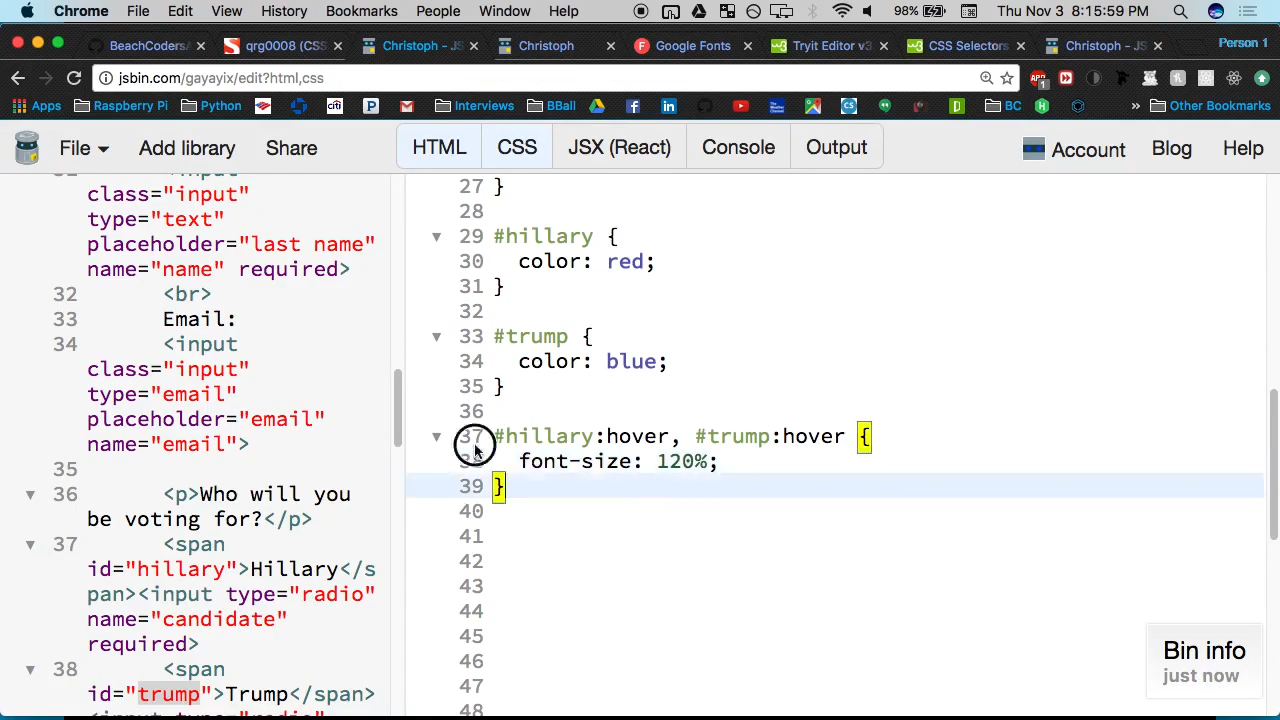 Chrome File Edit View History Bookmarks People Window Help 98% Thu Nov 3 8:15:59 PM
BeachCodersA qrg0008 (CSS Christoph - JS Christoph Google Fonts Tryit Editor v3 CSS Selectors Christoph - JS Person 1
jsbin.com/gayayix/edit?html,css
Apps Raspberry Pi Python Interviews BBall BC » Other Bookmarks
File Add library Share HTML CSS JSX (React) Console Output Account Blog Help
<input
class="input"
type="text"
placeholder="last name"
name="name" required>
32 <br>
33 Email:
34 <input
class="input"
type="email"
placeholder="email"
name="email">
35
36 <p>Who will you
be voting for?</p>
37 <span
id="hillary">Hillary</s
pan><input type="radio"
name="candidate"
required>
38 <span
id="trump">Trump</span>
<input type="radio"
27 }
28
29 #hillary {
30 color: red;
31 }
32
33 #trump {
34 color: blue;
35 }
36
37 #hillary:hover, #trump:hover {
38 font-size: 120%;
39 }
40
41
42
43
44
45
46
47
48
Bin info
just now